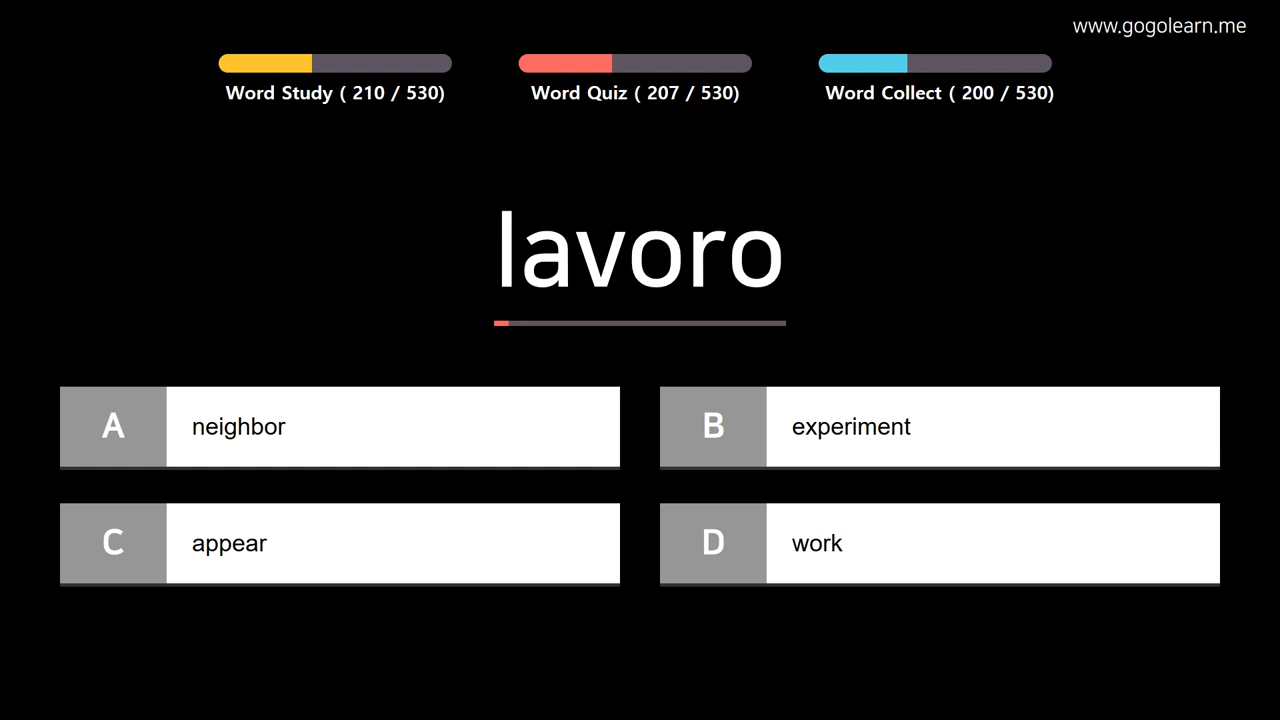 www.gogolearn.me
Word Study ( 210 / 530)
Word Quiz ( 207 / 530)
Word Collect ( 200 / 530)
lavoro
A neighbor
B experiment
C appear
D work